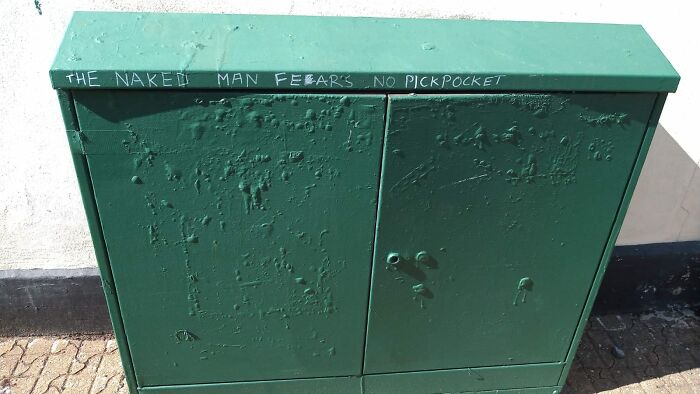 THE NAKED MAN FEARS NO PICKPOCKET